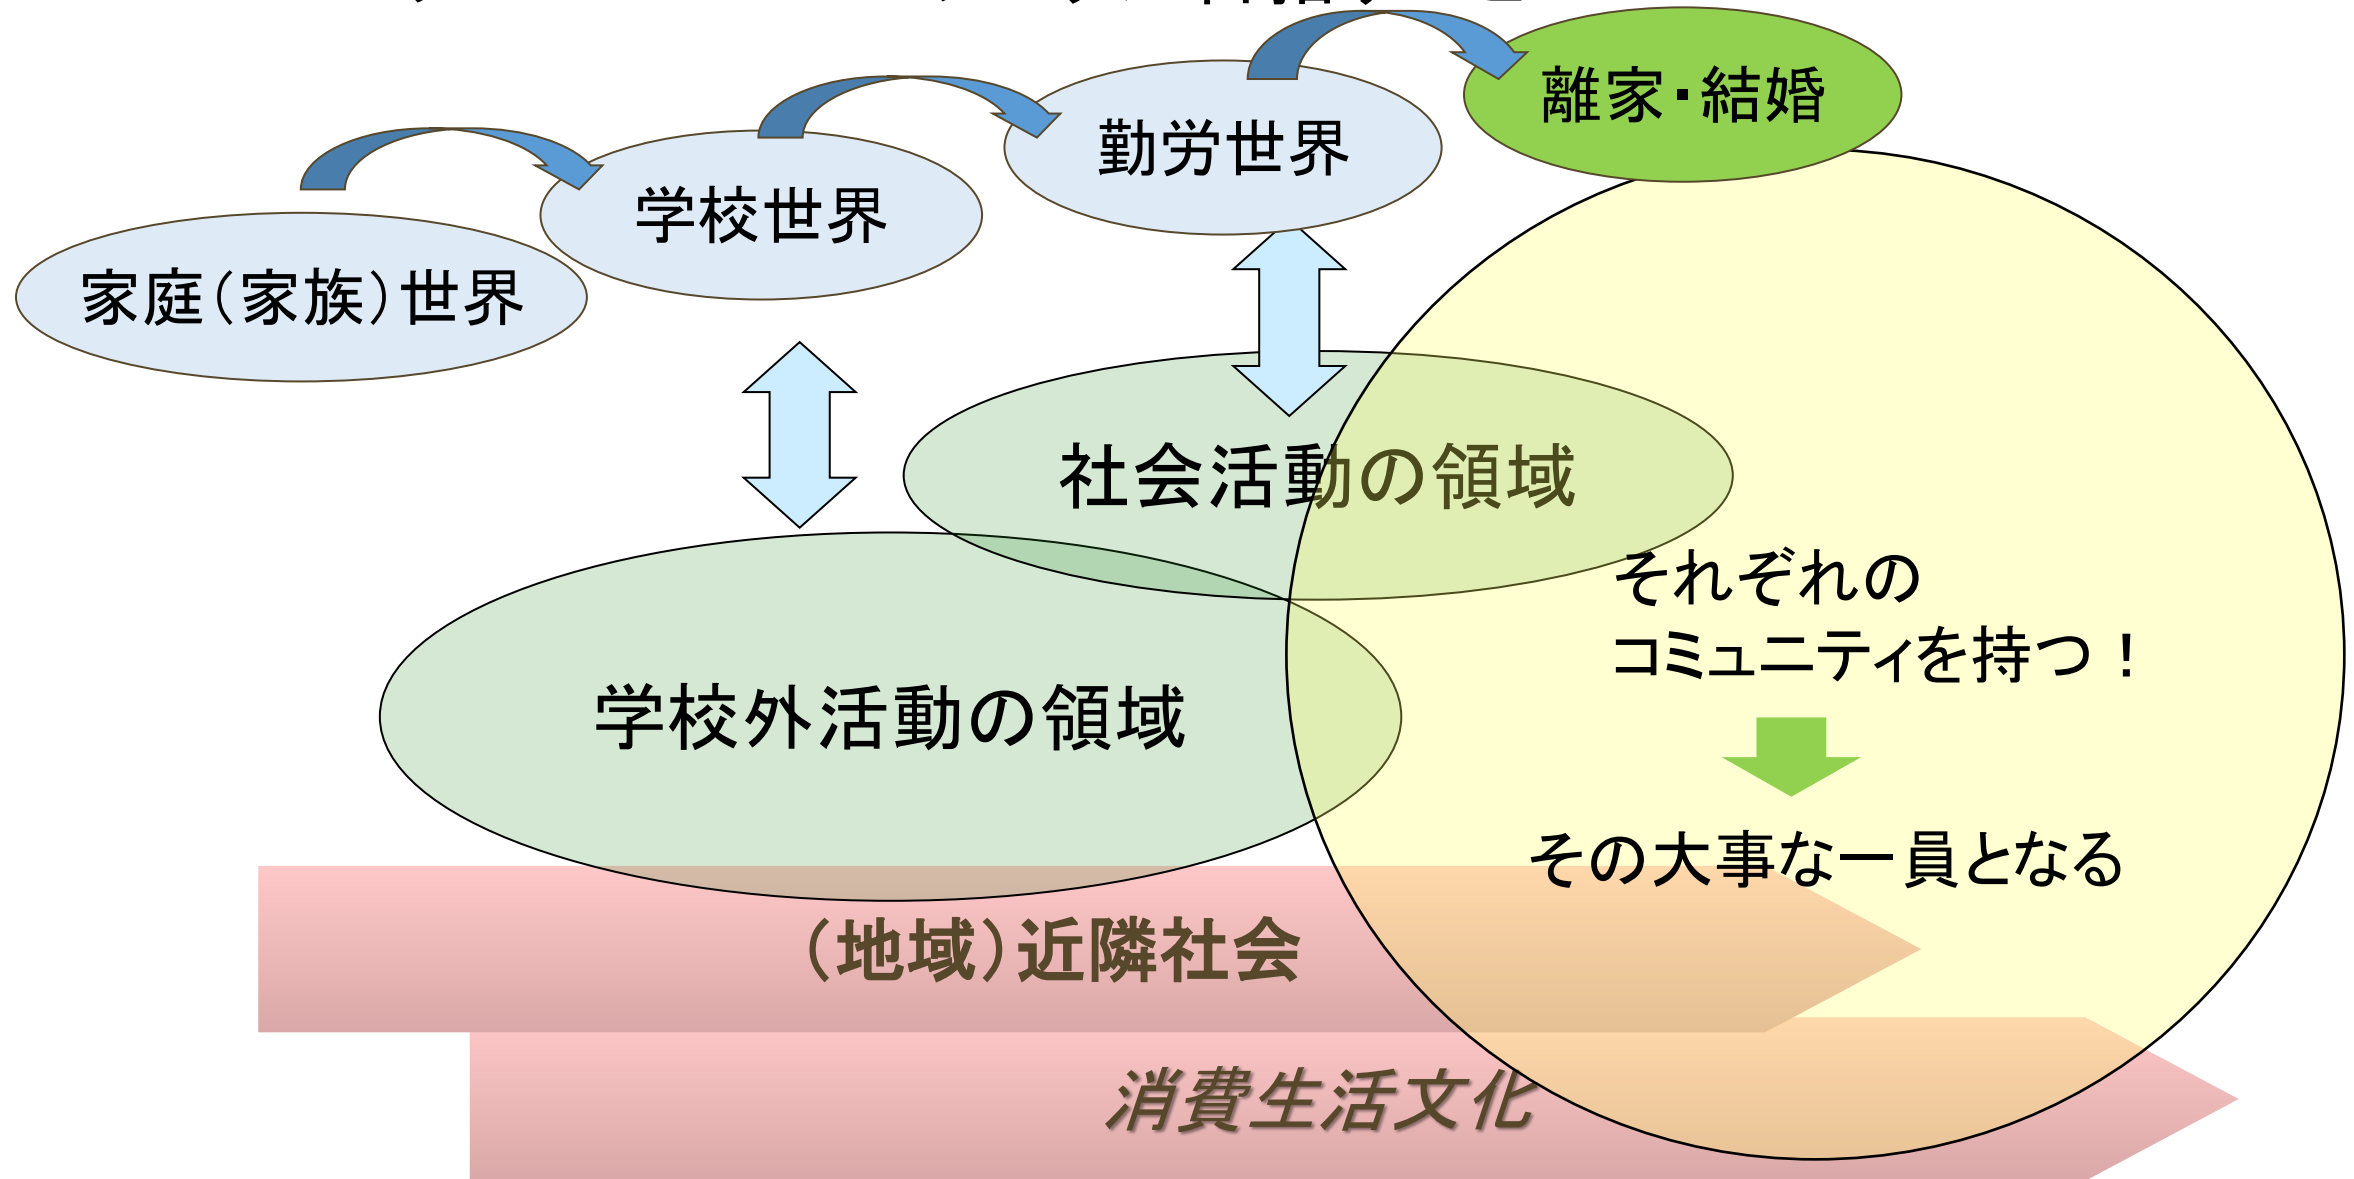 離家・結婚
勤労世界
学校世界
家庭（家族）世界
社会活動の領域
それぞれの
コミュニティを持つ！
学校外活動の領域
その大事な一員となる
（地域）近隣社会
消費生活文化